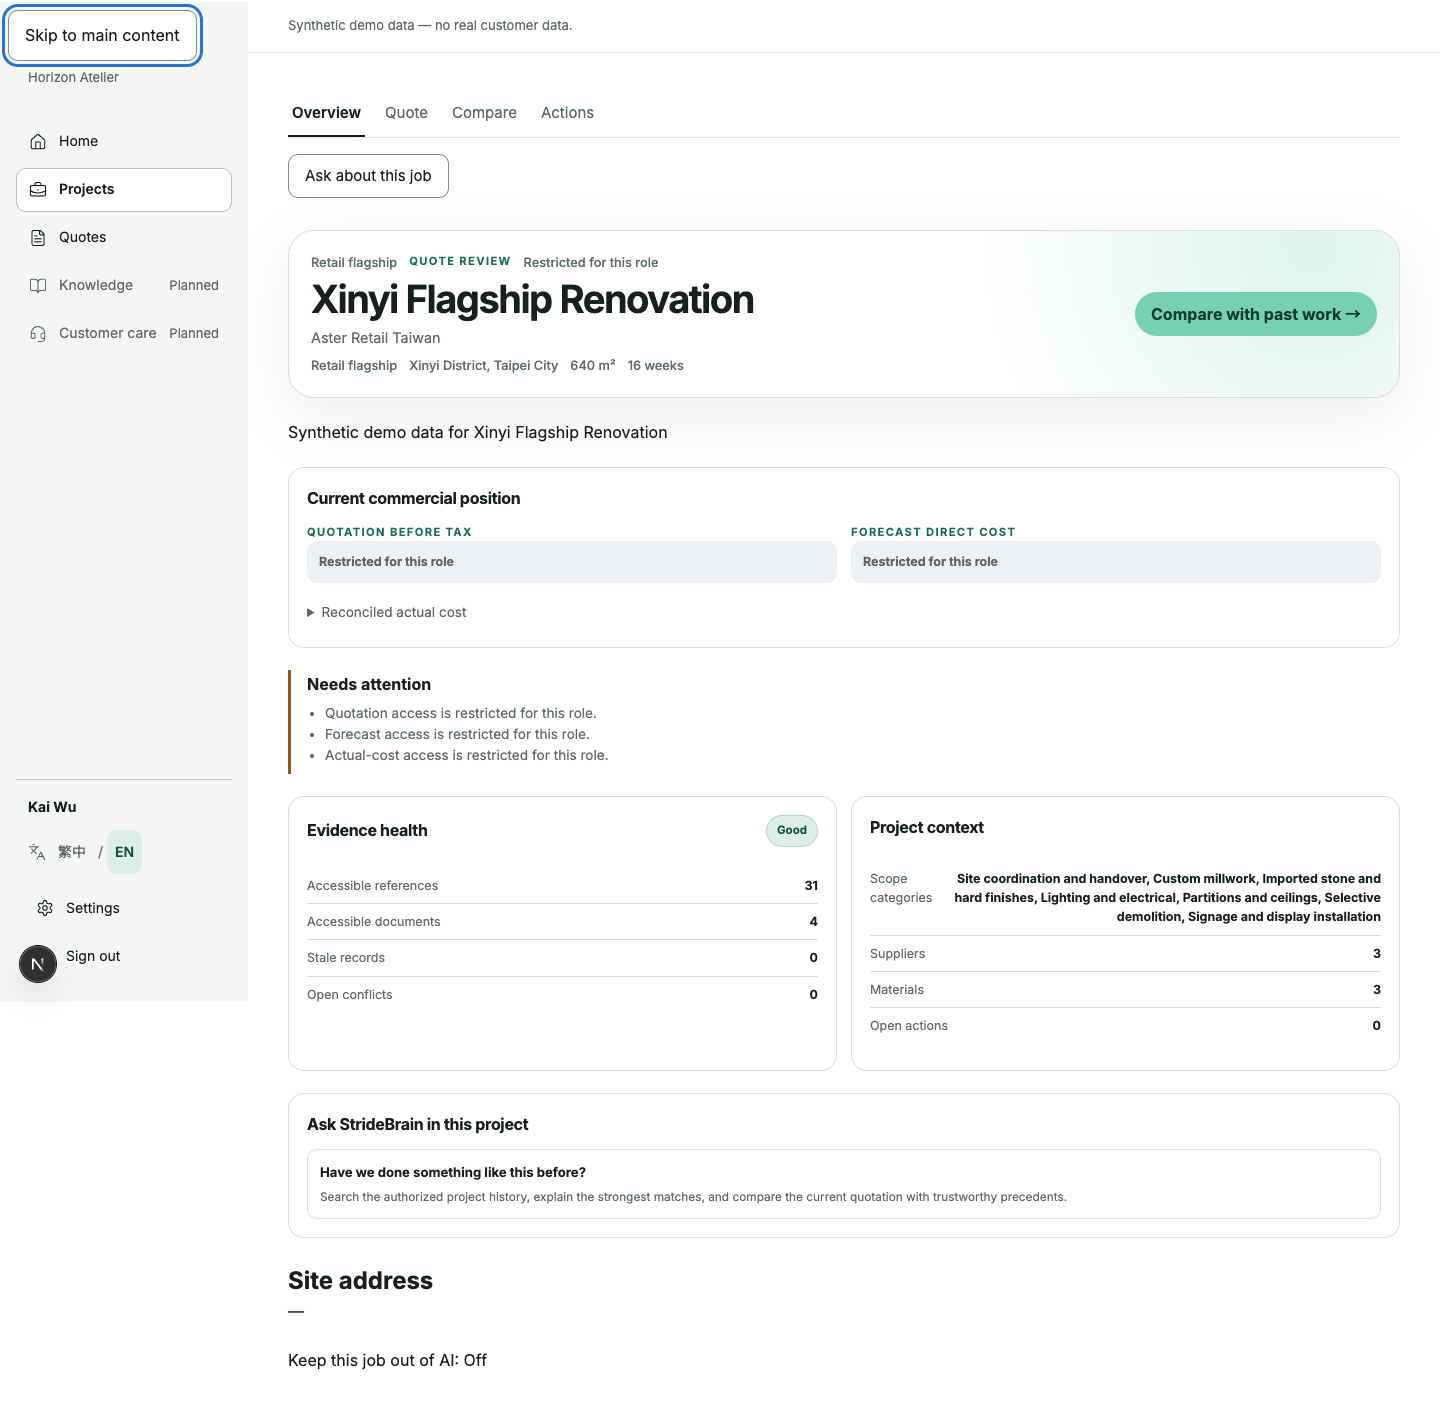 Skip to main content
Horizon Atelier
Home
Projects
Quotes
Knowledge Planned
Customer care Planned
Kai Wu
繁中 / EN
Settings
Sign out
N
Synthetic demo data — no real customer data.
Overview Quote Compare Actions
Ask about this job
Retail flagship QUOTE REVIEW Restricted for this role
Xinyi Flagship Renovation
Aster Retail Taiwan
Retail flagship Xinyi District, Taipei City 640 m² 16 weeks
Compare with past work →
Synthetic demo data for Xinyi Flagship Renovation
Current commercial position
QUOTATION BEFORE TAX
Restricted for this role
FORECAST DIRECT COST
Restricted for this role
Reconciled actual cost
Needs attention
• Quotation access is restricted for this role.
• Forecast access is restricted for this role.
• Actual-cost access is restricted for this role.
Evidence health Good
Accessible references 31
Accessible documents 4
Stale records 0
Open conflicts 0
Project context
Scope categories Site coordination and handover, Custom millwork, Imported stone and
hard finishes, Lighting and electrical, Partitions and ceilings, Selective
demolition, Signage and display installation
Suppliers 3
Materials 3
Open actions 0
Ask StrideBrain in this project
Have we done something like this before?
Search the authorized project history, explain the strongest matches, and compare the current quotation with trustworthy precedents.
Site address
—
Keep this job out of AI: Off